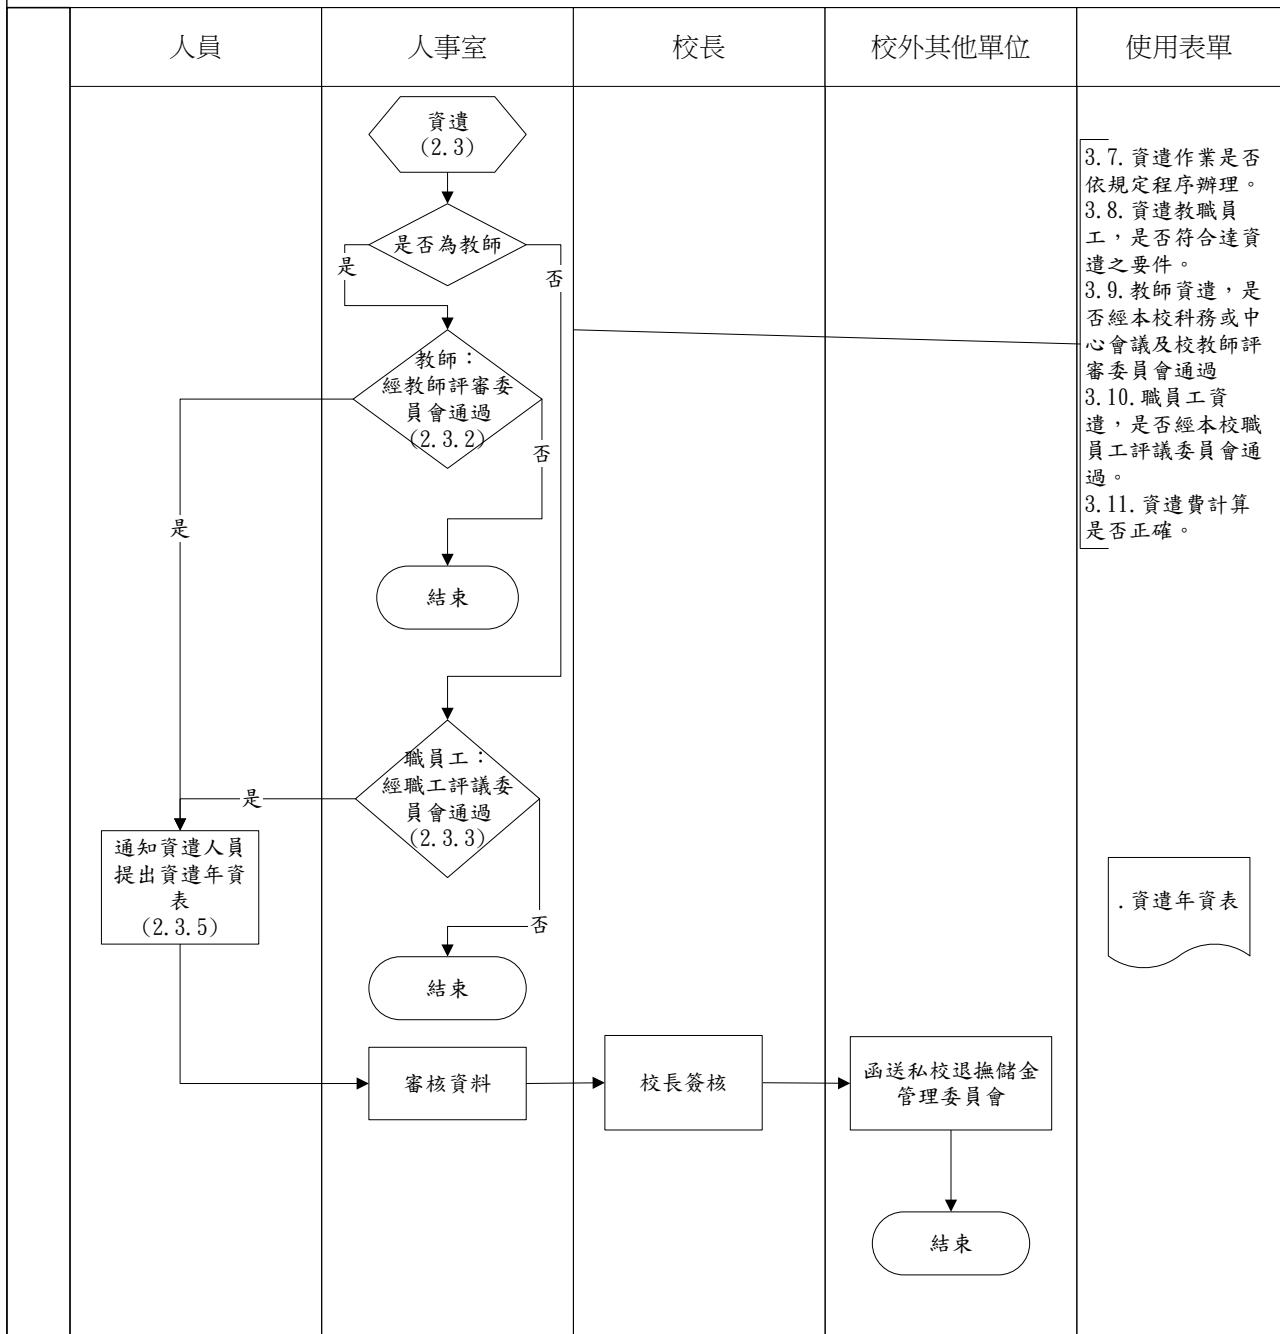 人員
人事室
校長
校外其他單位
使用表單
資遣
(2.3)
是否為教師
是
否
教師：
經教師評審委
員會通過
(2.3.2)
否
是
結束
職員工：
經職工評議委
員會通過
(2.3.3)
是
否
結束
通知資遣人員
提出資遣年資
表
(2.3.5)
審核資料
校長簽核
函送私校退撫儲金
管理委員會
結束
3.7.資遣作業是否
依規定程序辦理。
3.8.資遣教職員
工，是否符合達資
遣之要件。
3.9.教師資遣，是
否經本校科務或中
心會議及校教師評
審委員會通過
3.10.職員工資
遣，是否經本校職
員工評議委員會通
過。
3.11.資遣費計算
是否正確。
.資遣年資表